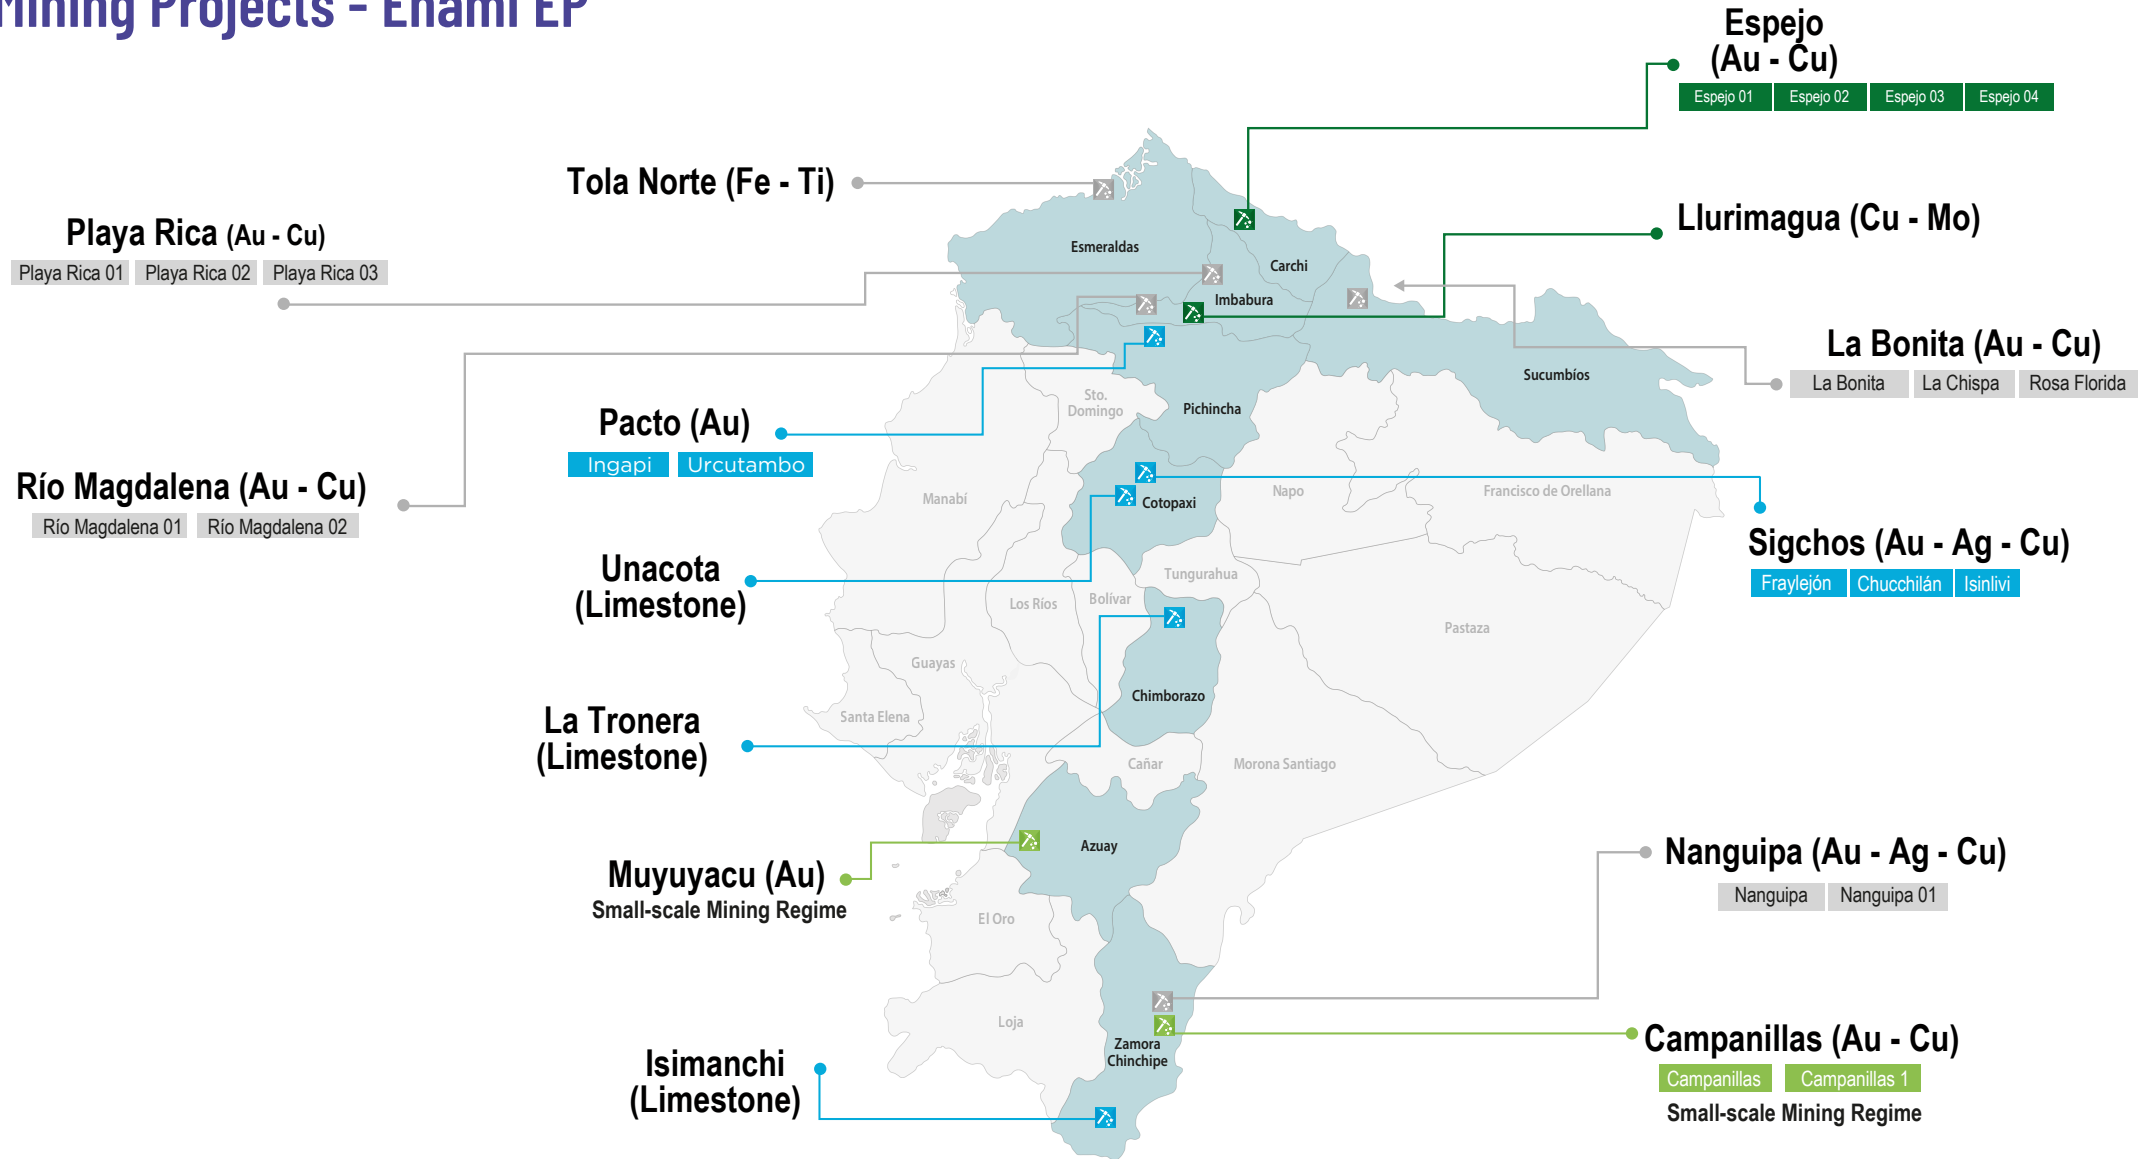 Mining Projects - Enami EP
Espejo
(Au - Cu)
Espejo 01 Espejo 02 Espejo 03 Espejo 04
Tola Norte (Fe - Ti)
Playa Rica (Au - Cu)
Playa Rica 01 Playa Rica 02 Playa Rica 03
Llurimagua (Cu - Mo)
Esmeraldas
Carchi
Imbabura
La Bonita (Au - Cu)
La Bonita La Chispa Rosa Florida
Sucumbíos
Sto.
Domingo
Pichincha
Pacto (Au)
Ingapi Urcutambo
Río Magdalena (Au - Cu)
Río Magdalena 01 Río Magdalena 02
Manabí
Cotopaxi
Napo
Francisco de Orellana
Sigchos (Au - Ag - Cu)
Fraylejón Chucchilán Isinlivi
Unacota
(Limestone)
Tungurahua
Los Ríos
Bolívar
Pastaza
Guayas
Chimborazo
Santa Elena
La Tronera
(Limestone)
Cañar
Morona Santiago
Azuay
Muyuyacu (Au)
Small-scale Mining Regime
Nanguipa (Au - Ag - Cu)
Nanguipa Nanguipa 01
El Oro
Loja
Zamora
Chinchipe
Campanillas (Au - Cu)
Campanillas Campanillas 1
Small-scale Mining Regime
Isimanchi
(Limestone)